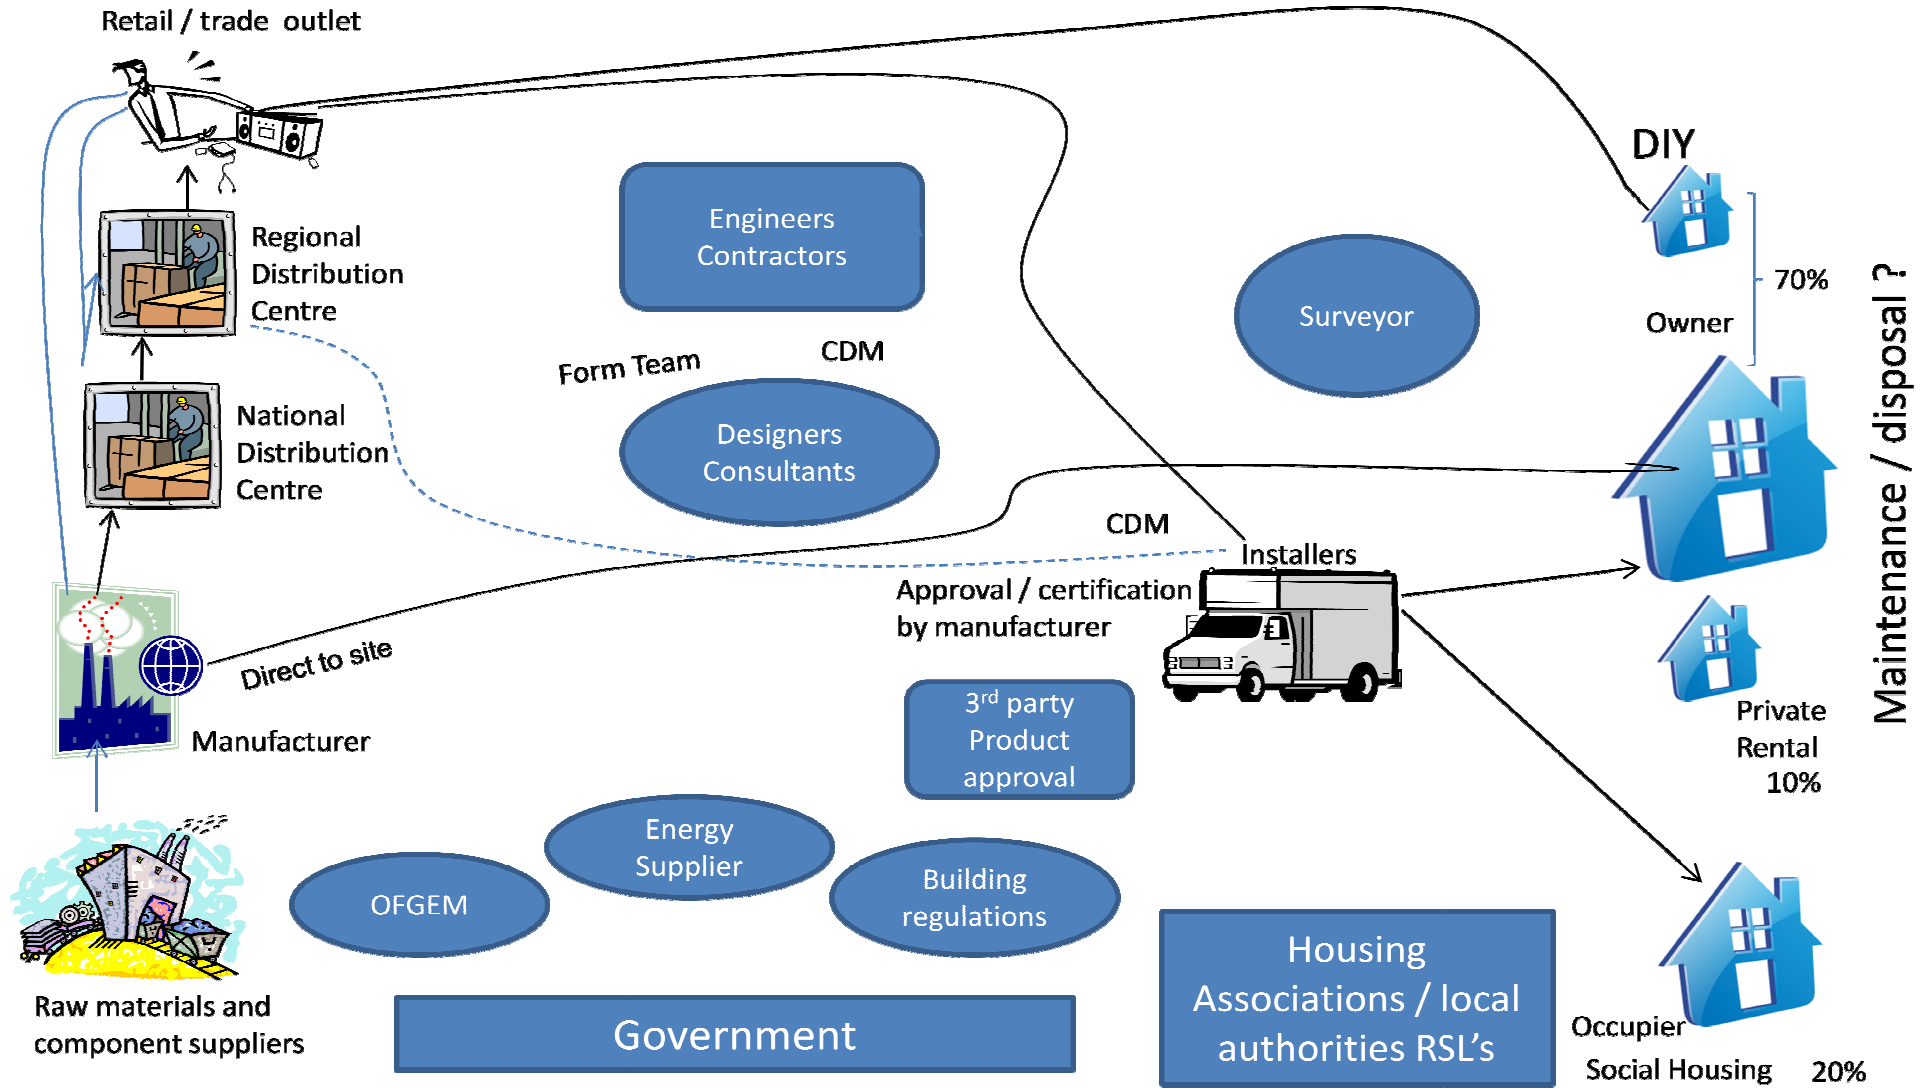 Retail / trade outlet
DIY
Engineers
Contractors
Regional
Distribution
Centre
70%
Surveyor
Owner
Maintenance / disposal ?
Form Team
CDM
National
Distribution
Centre
Designers
Consultants
CDM
Installers
Approval / certification
by manufacturer
Direct to site
3rd party
Product
approval
Private
Rental
10%
Manufacturer
Energy
Supplier
Building
regulations
OFGEM
Housing
Associations / local
authorities RSL's
Raw materials and
component suppliers
Government
Occupier
Social Housing 20%